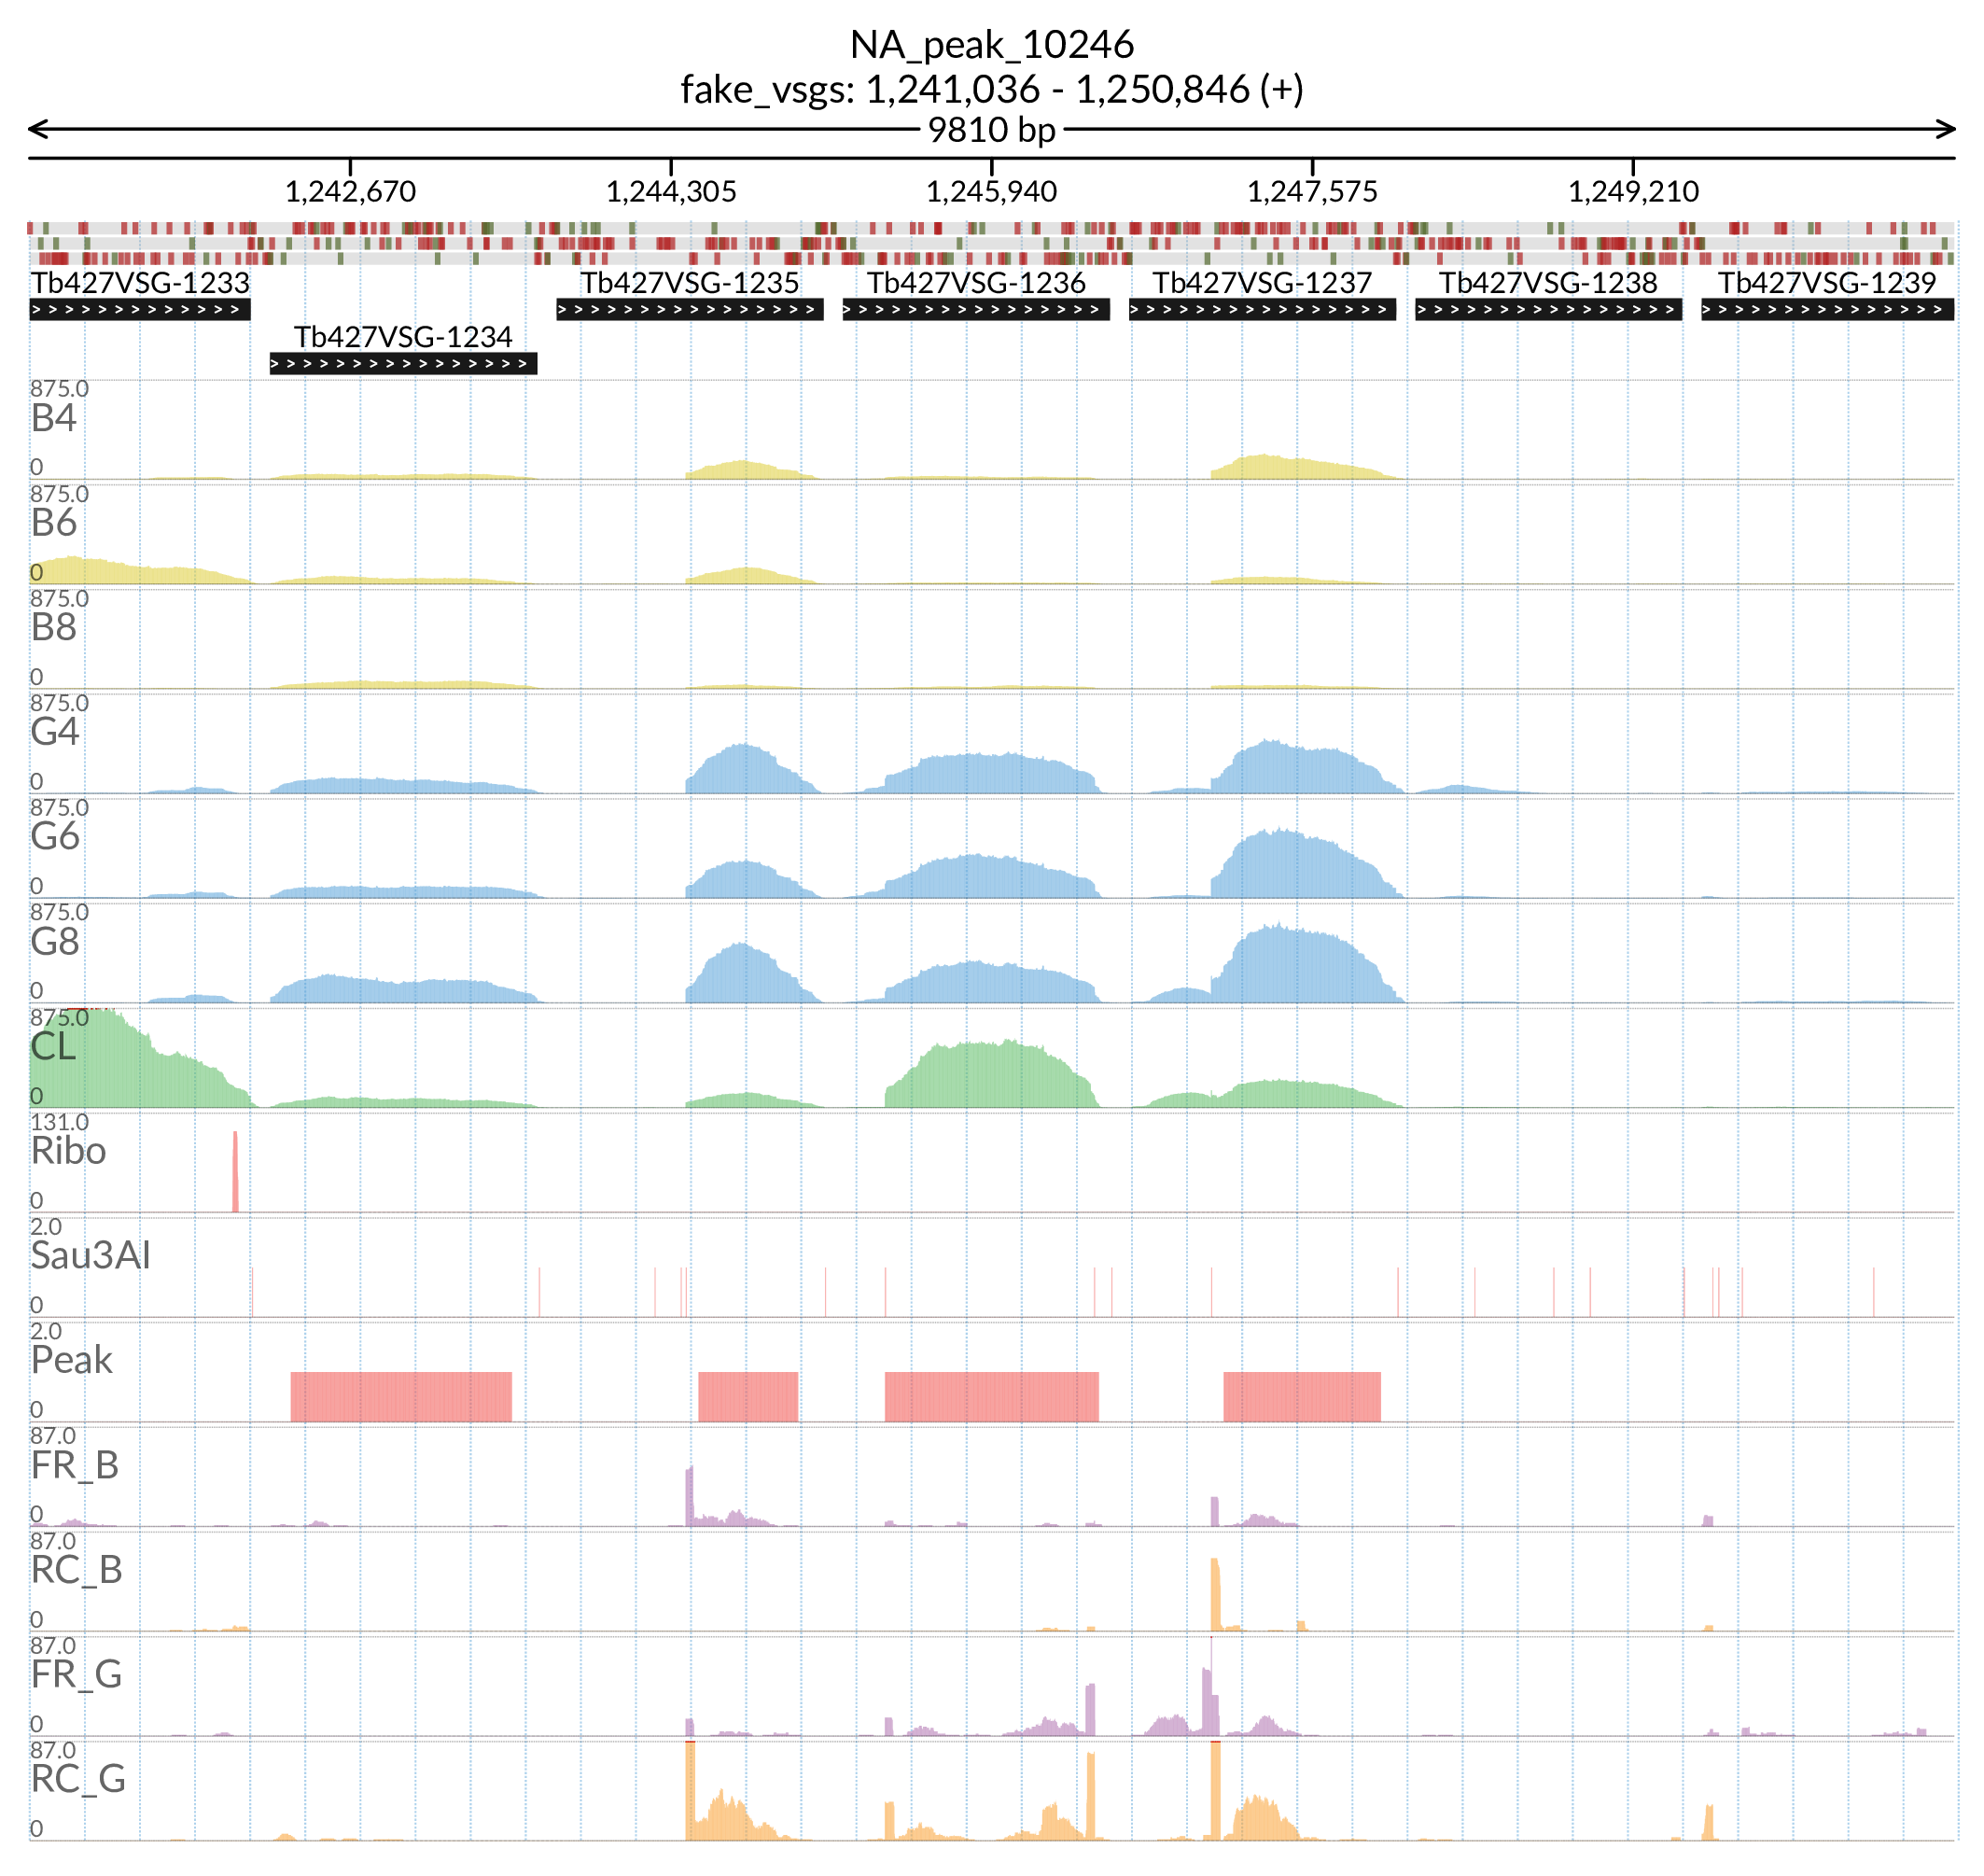 NA_peak_10246
fake_vsgs: 1,241,036 - 1,250,846 (+)
9810 bp
1,242,670 1,244,305 1,245,940 1,247,575 1,249,210
Tb427VSG-1233 Tb427VSG-1235 Tb427VSG-1236 Tb427VSG-1237 Tb427VSG-1238 Tb427VSG-1239
Tb427VSG-1234
875.0
B4
0
875.0
B6
0
875.0
B8
0
875.0
G4
0
875.0
G6
0
875.0
G8
0
875.0
CL
0
131.0
Ribo
0
2.0
Sau3AI
0
2.0
Peak
0
87.0
FR_B
0
87.0
RC_B
0
87.0
FR_G
0
87.0
RC_G
0